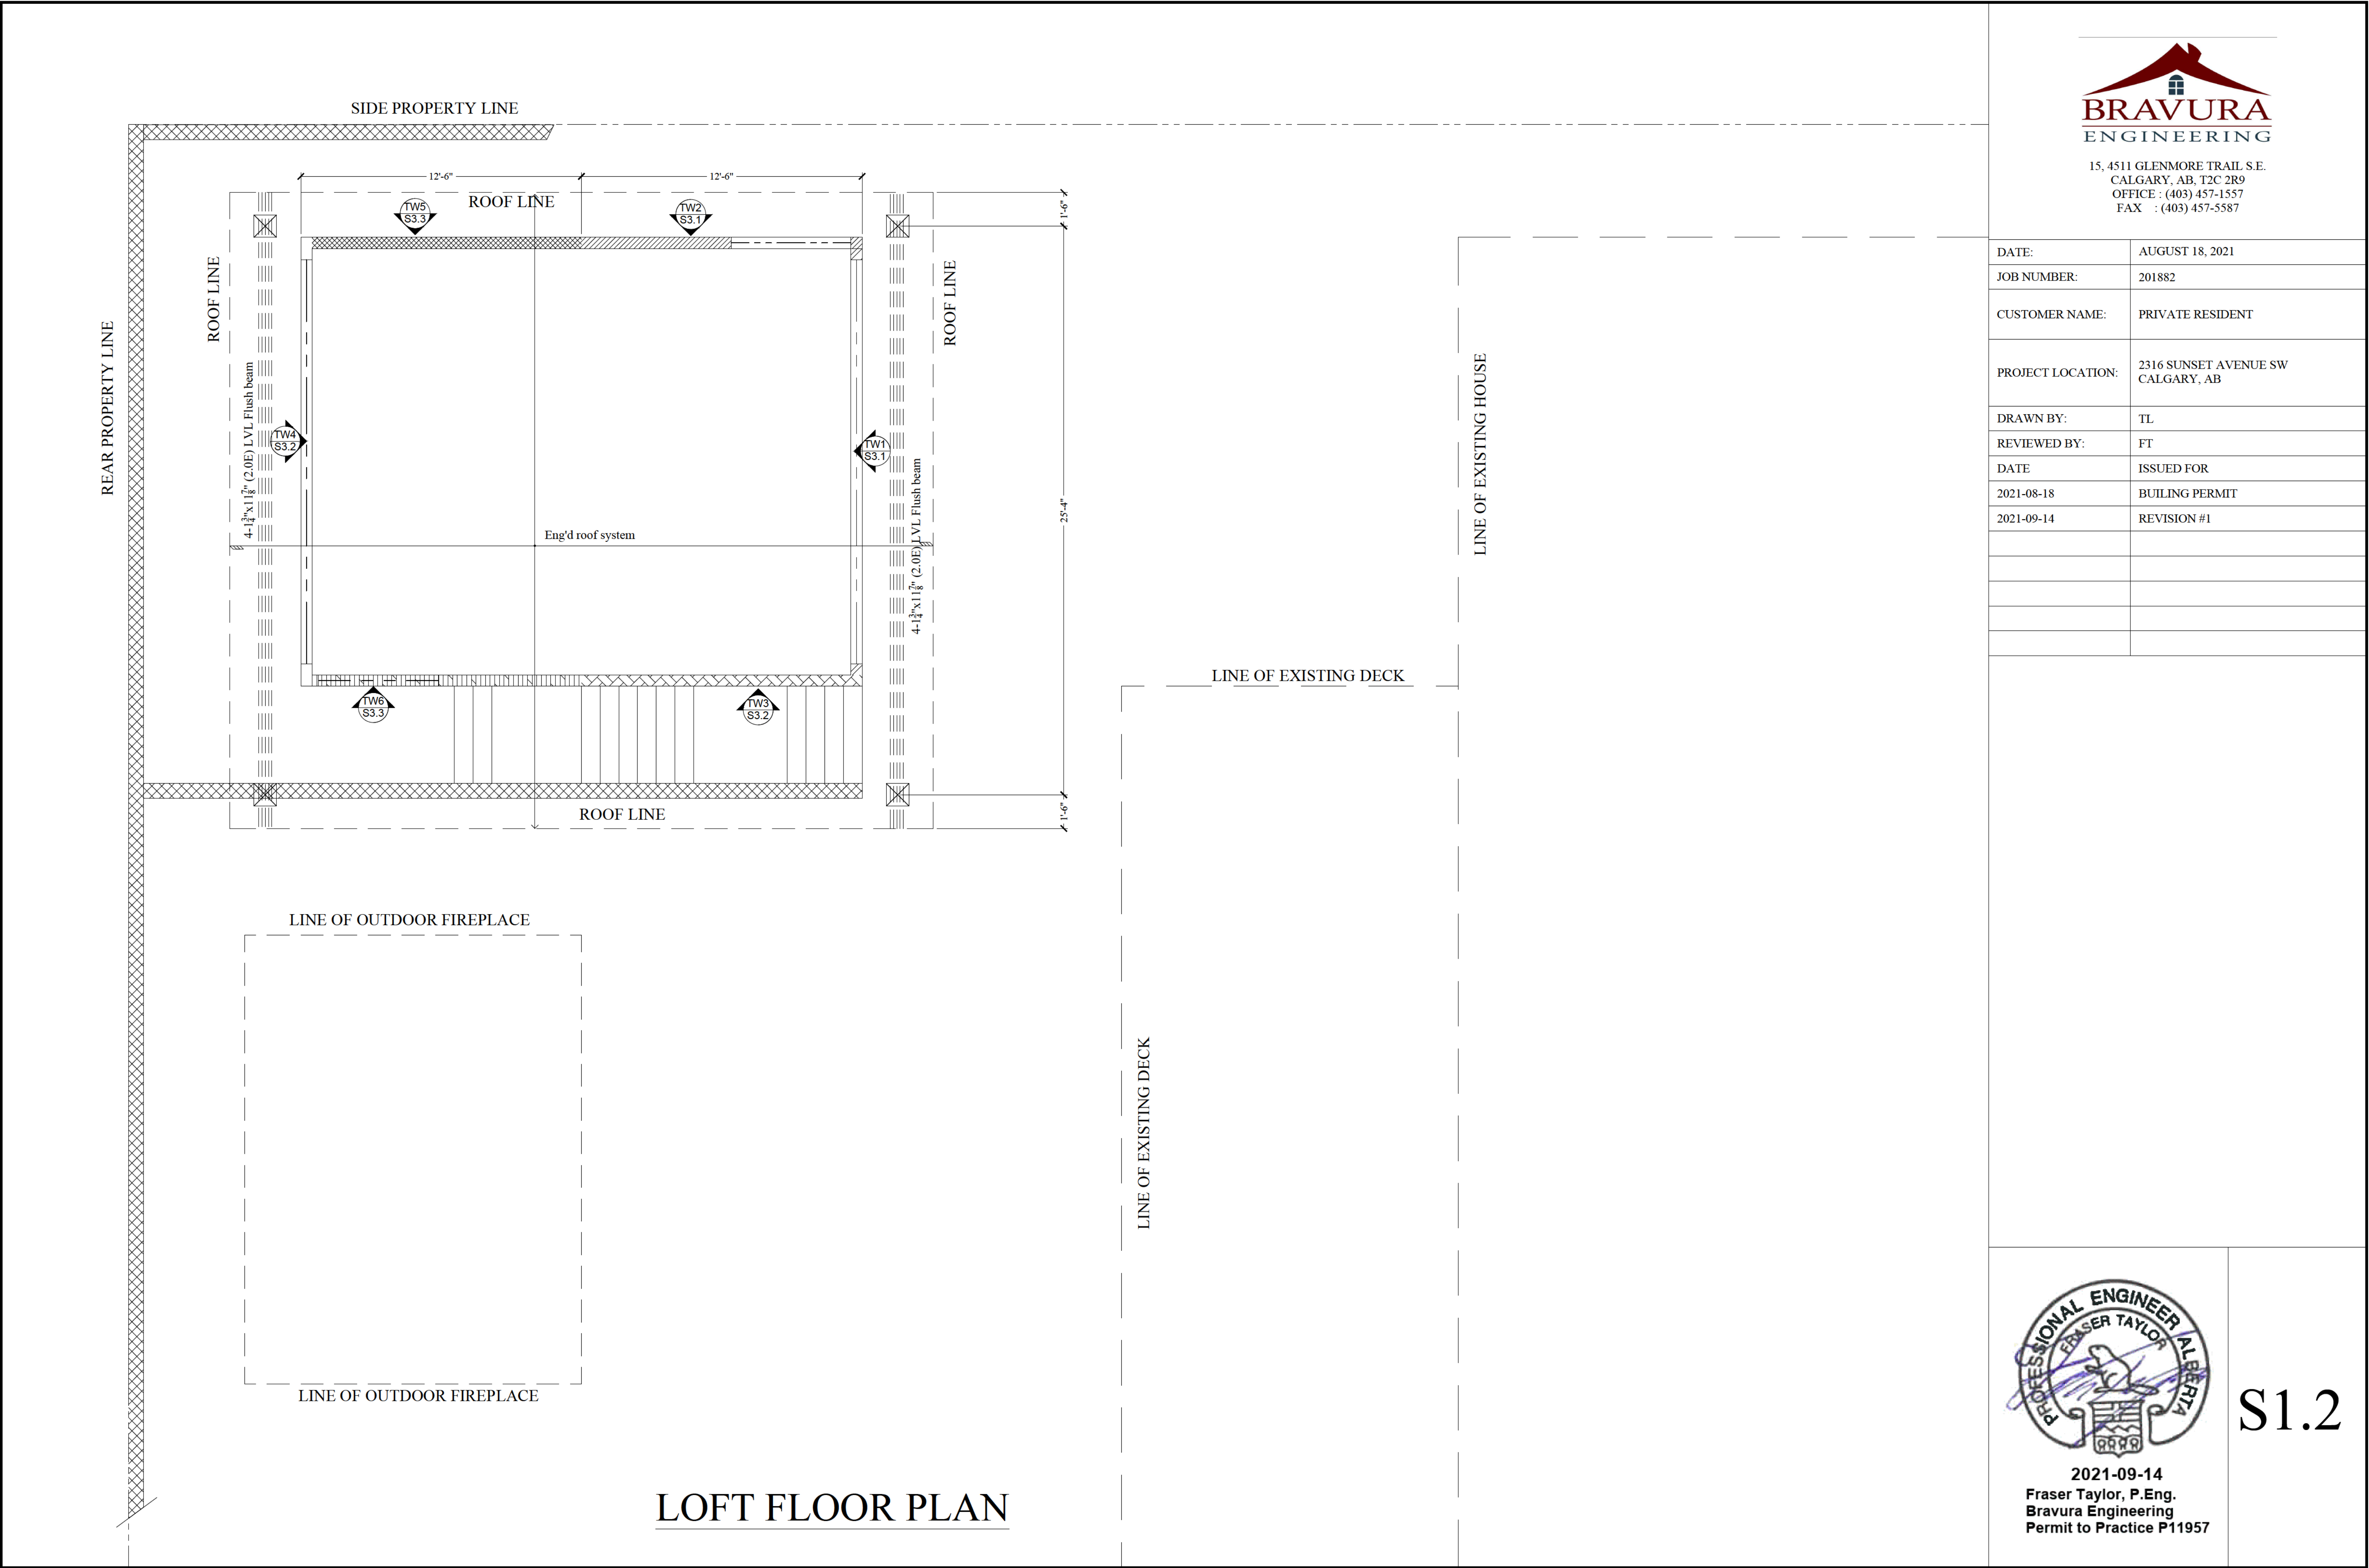 SIDE PROPERTY LINE
12'-6"
12'-6"
ROOF LINE
TW5
S3.3
TW2
S3.1
1'-6"
ROOF LINE
ROOF LINE
REAR PROPERTY LINE
4-1 3/4"x11 7/8" (2.0E) LVL Flush beam
TW4
S3.2
TW1
S3.1
4-1 3/4"x11 7/8" (2.0E) LVL Flush beam
25'-4"
Eng'd roof system
LINE OF EXISTING HOUSE
TW6
S3.3
TW3
S3.2
LINE OF EXISTING DECK
1'-6"
ROOF LINE
LINE OF OUTDOOR FIREPLACE
LINE OF EXISTING DECK
LINE OF OUTDOOR FIREPLACE
LOFT FLOOR PLAN
BRAVURA
ENGINEERING
15, 4511 GLENMORE TRAIL S.E.
CALGARY, AB, T2C 2R9
OFFICE : (403) 457-1557
FAX : (403) 457-5587
DATE: AUGUST 18, 2021
JOB NUMBER: 201882
CUSTOMER NAME: PRIVATE RESIDENT
PROJECT LOCATION: 2316 SUNSET AVENUE SW
CALGARY, AB
DRAWN BY: TL
REVIEWED BY: FT
DATE ISSUED FOR
2021-08-18 BUILING PERMIT
2021-09-14 REVISION #1
PROFESSIONAL ENGINEER ALBERTA
FRASER TAYLOR
2021-09-14
Fraser Taylor, P.Eng.
Bravura Engineering
Permit to Practice P11957
S1.2